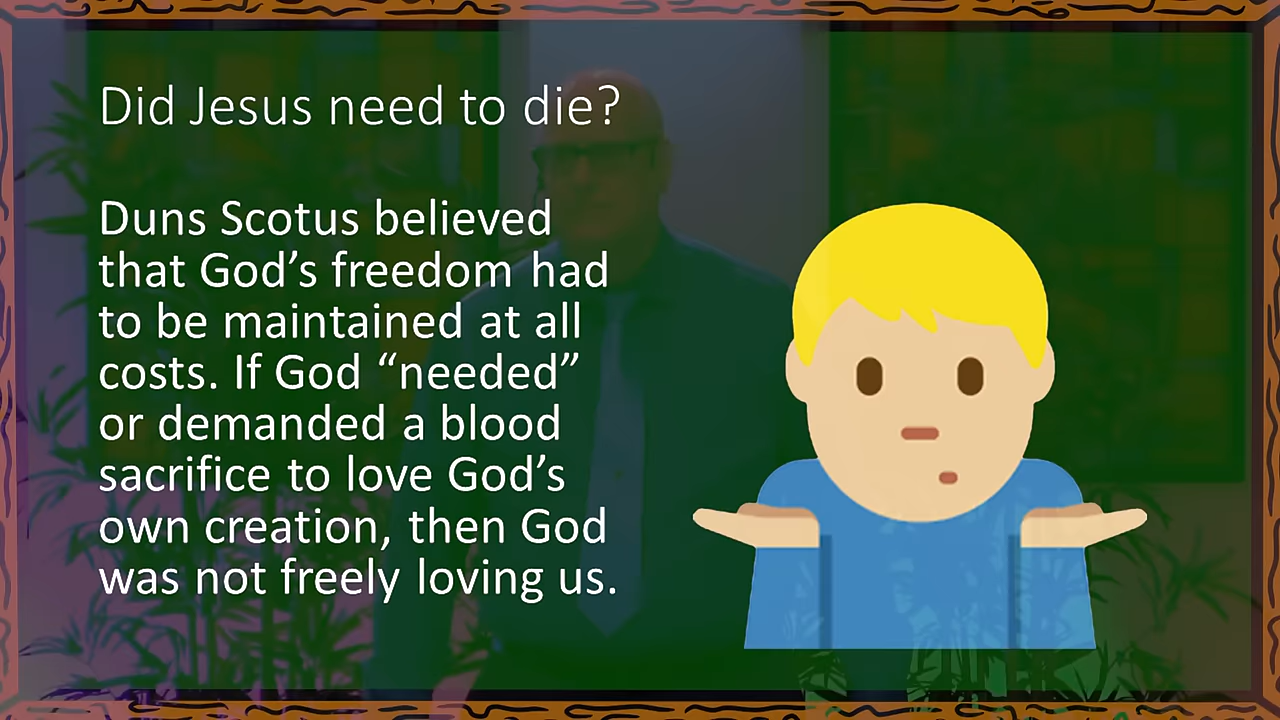 Did Jesus need to die?
Duns Scotus believed
that God’s freedom had
to be maintained at all
costs. If God “needed”
or demanded a blood
sacrifice to love God’s
own creation, then God
was not freely loving us.